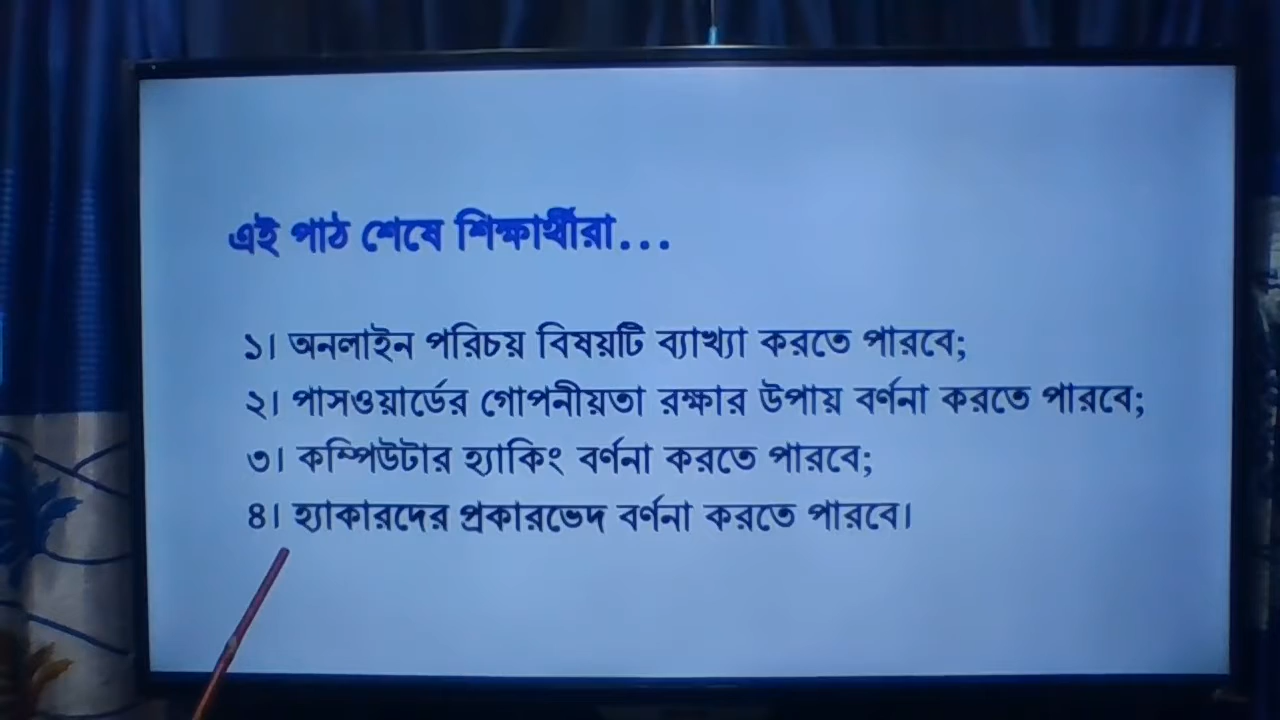 এই পাঠ শেষে শিক্ষার্থীরা...
১। অনলাইন পরিচয় বিষয়টি ব্যাখ্যা করতে পারবে;
২। পাসওয়ার্ডের গোপনীয়তা রক্ষার উপায় বর্ণনা করতে পারবে;
৩। কম্পিউটার হ্যাকিং বর্ণনা করতে পারবে;
৪। হ্যাকারদের প্রকারভেদ বর্ণনা করতে পারবে।